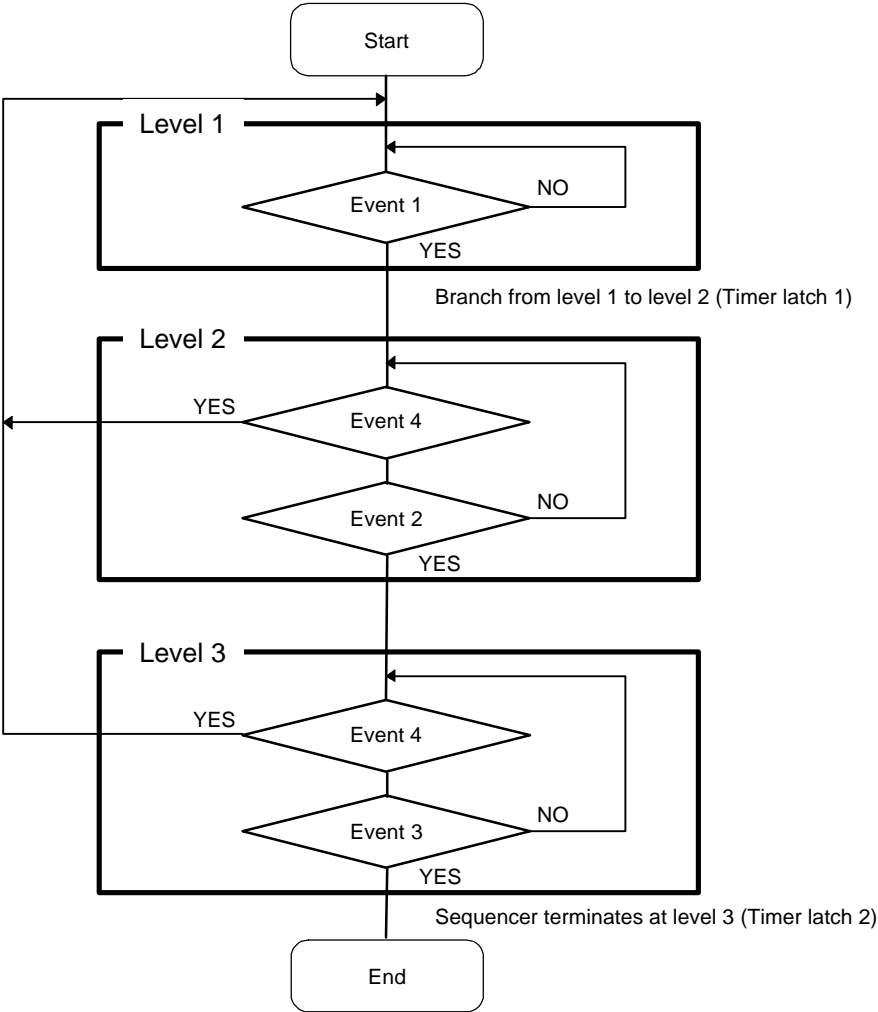 Start
Level 1
Event 1
NO
YES
Branch from level 1 to level 2 (Timer latch 1)
Level 2
YES
Event 4
Event 2
NO
YES
Level 3
YES
Event 4
Event 3
NO
YES
Sequencer terminates at level 3 (Timer latch 2)
End